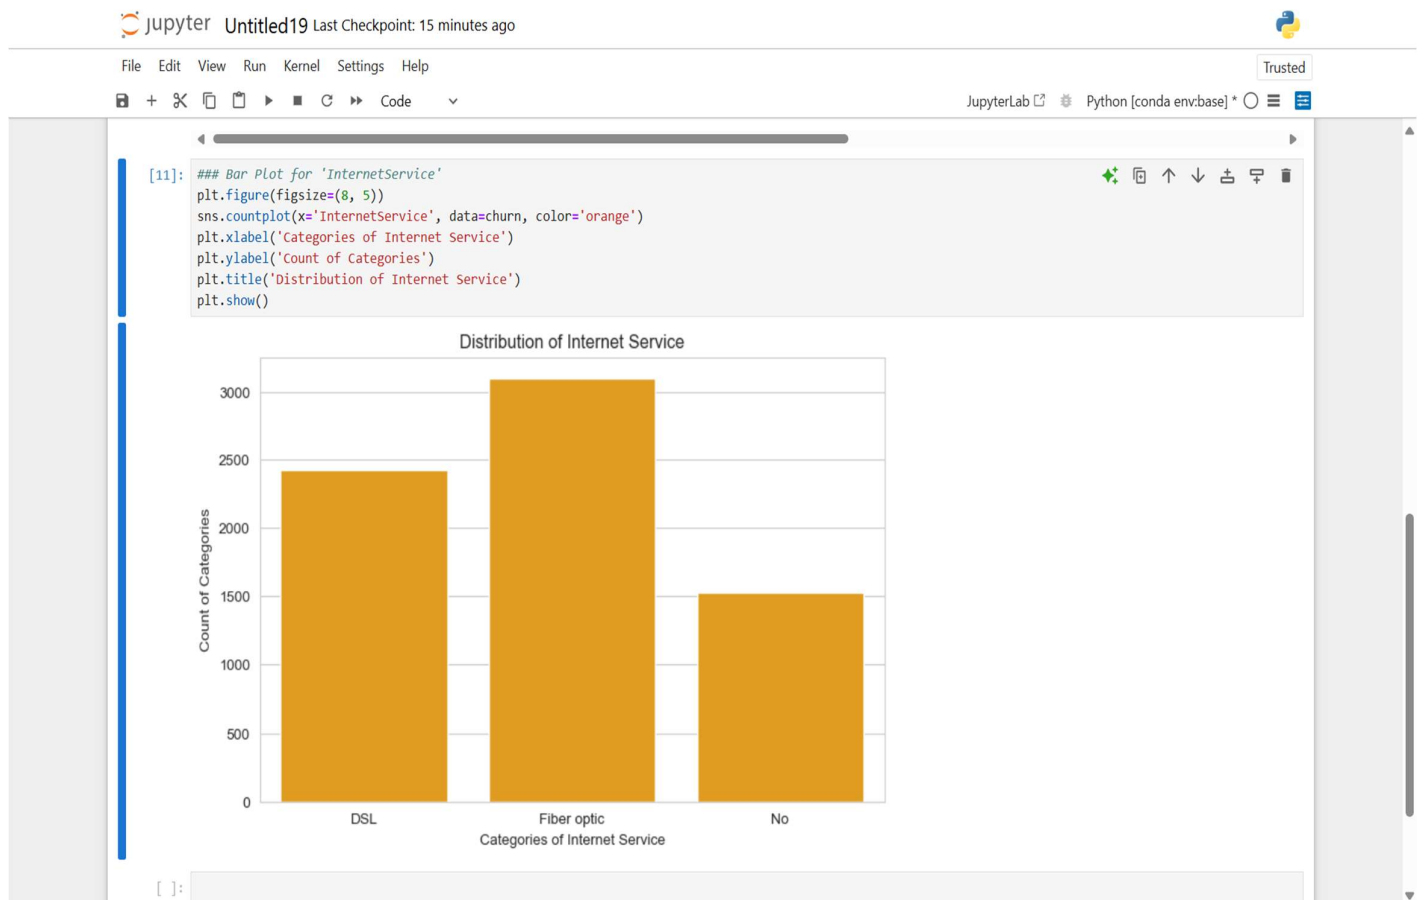 jupyter Untitled19 Last Checkpoint: 15 minutes ago
File Edit View Run Kernel Settings Help
Trusted
Code
JupyterLab
Python [conda env:base] *
[11]:
### Bar Plot for 'InternetService'
plt.figure(figsize=(8, 5))
sns.countplot(x='InternetService', data=churn, color='orange')
plt.xlabel('Categories of Internet Service')
plt.ylabel('Count of Categories')
plt.title('Distribution of Internet Service')
plt.show()
Distribution of Internet Service
3000
2500
2000
1500
1000
500
0
Count of Categories
DSL Fiber optic No
Categories of Internet Service
[ ]: